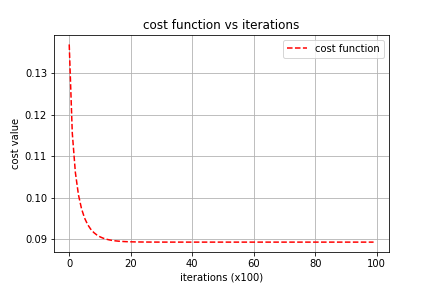 cost function vs iterations
cost function
cost value
0.13
0.12
0.11
0.10
0.09
0 20 40 60 80 100
iterations (x100)